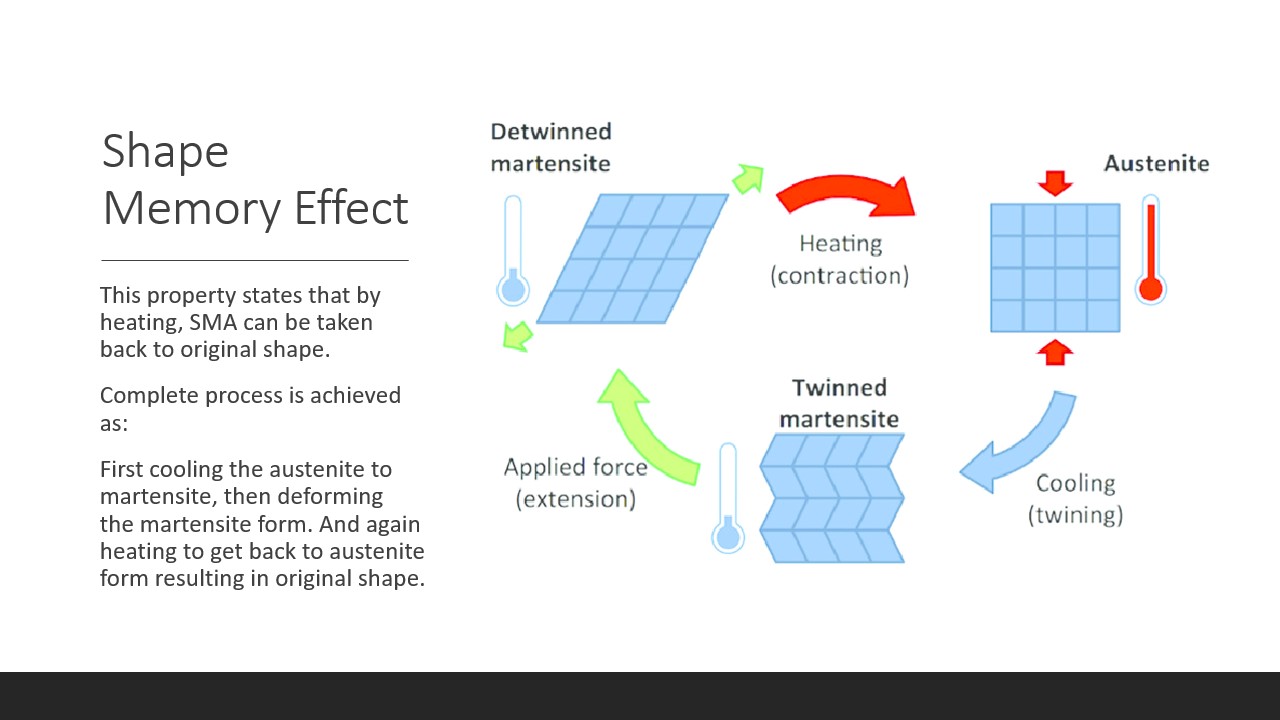 Shape
Memory Effect
This property states that by
heating, SMA can be taken
back to original shape.
Complete process is achieved
as:
First cooling the austenite to
martensite, then deforming
the martensite form. And again
heating to get back to austenite
form resulting in original shape.
Detwinned
martensite
Heating
(contraction)
Austenite
Twinned
martensite
Applied force
(extension)
Cooling
(twining)